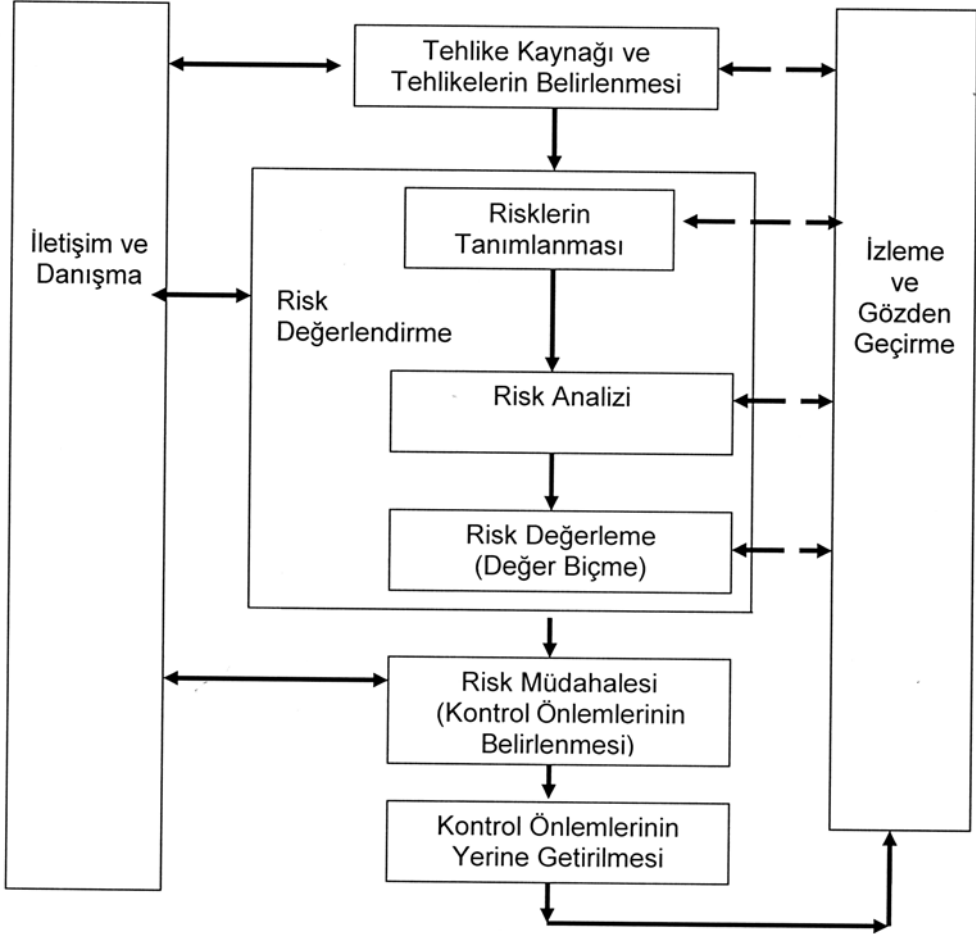 Tehlike Kaynağı ve
Tehlikelerin Belirlenmesi
İletişim ve
Danışma
Risk
Değerlendirme
Risklerin
Tanımlanması
Risk Analizi
Risk Değerleme
(Değer Biçme)
İzleme
ve
Gözden
Geçirme
Risk Müdahalesi
(Kontrol Önlemlerinin
Belirlenmesi)
Kontrol Önlemlerinin
Yerine Getirilmesi